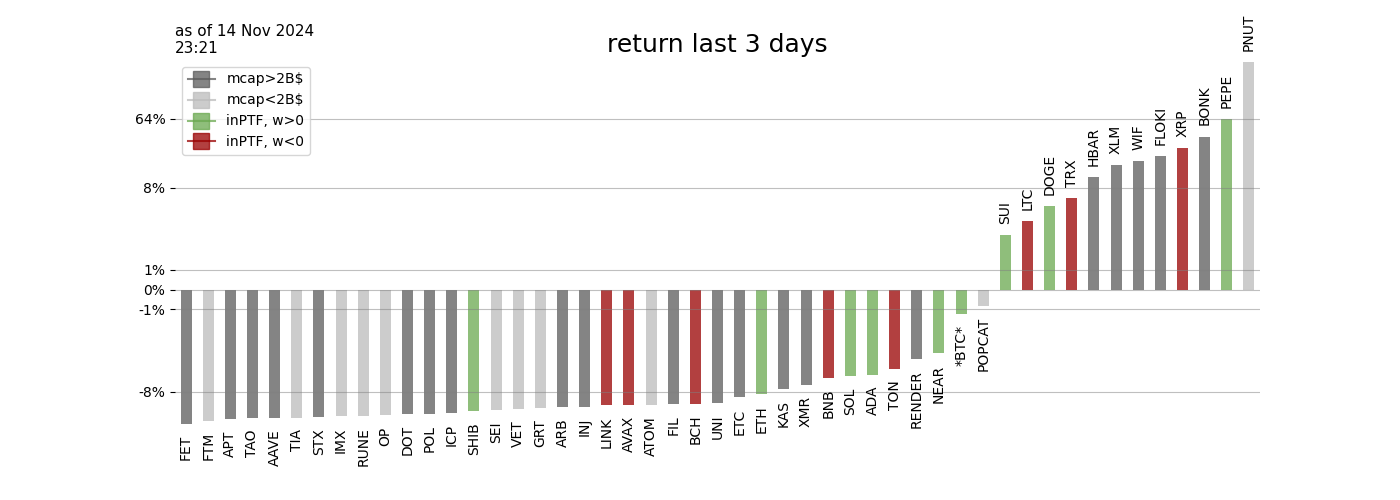 as of 14 Nov 2024
23:21
return last 3 days
mcap>2B$
mcap<2B$
inPTF, w>0
inPTF, w<0
64%
8%
1%
0%
-1%
-8%
FET
FTM
APT
TAO
AAVE
TIA
STX
IMX
RUNE
OP
DOT
POL
ICP
SHIB
SEI
VET
GRT
ARB
INJ
LINK
AVAX
ATOM
FIL
BCH
UNI
ETC
ETH
KAS
XMR
BNB
SOL
ADA
TON
RENDER
NEAR
*BTC*
POPCAT
SUI
LTC
DOGE
TRX
HBAR
XLM
WIF
FLOKI
XRP
BONK
PEPE
PNUT